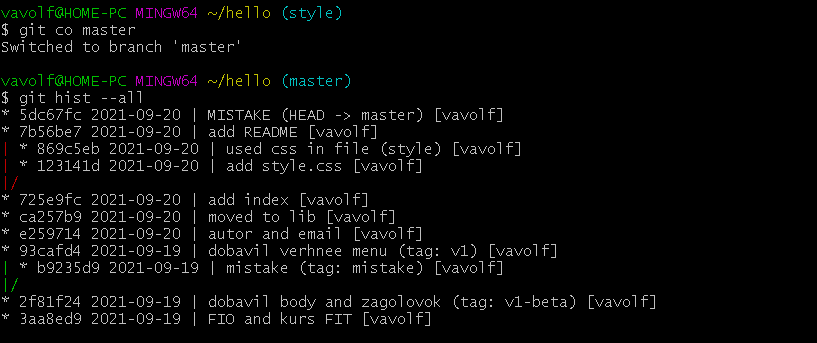 vavolf@HOME-PC MINGW64 ~/hello (style)
$ git co master
Switched to branch 'master'
vavolf@HOME-PC MINGW64 ~/hello (master)
$ git hist --all
* 5dc67fc 2021-09-20 | MISTAKE (HEAD -> master) [vavolf]
* 7b56be7 2021-09-20 | add README [vavolf]
| * 869c5eb 2021-09-20 | used css in file (style) [vavolf]
| * 123141d 2021-09-20 | add style.css [vavolf]
|/
* 725e9fc 2021-09-20 | add index [vavolf]
* ca257b9 2021-09-20 | moved to lib [vavolf]
* e259714 2021-09-20 | autor and email [vavolf]
* 93cafd4 2021-09-19 | dobavil verhnee menu (tag: v1) [vavolf]
| * b9235d9 2021-09-19 | mistake (tag: mistake) [vavolf]
|/
* 2f81f24 2021-09-19 | dobavil body and zagolovok (tag: v1-beta) [vavolf]
* 3aa8ed9 2021-09-19 | FIO and kurs FIT [vavolf]